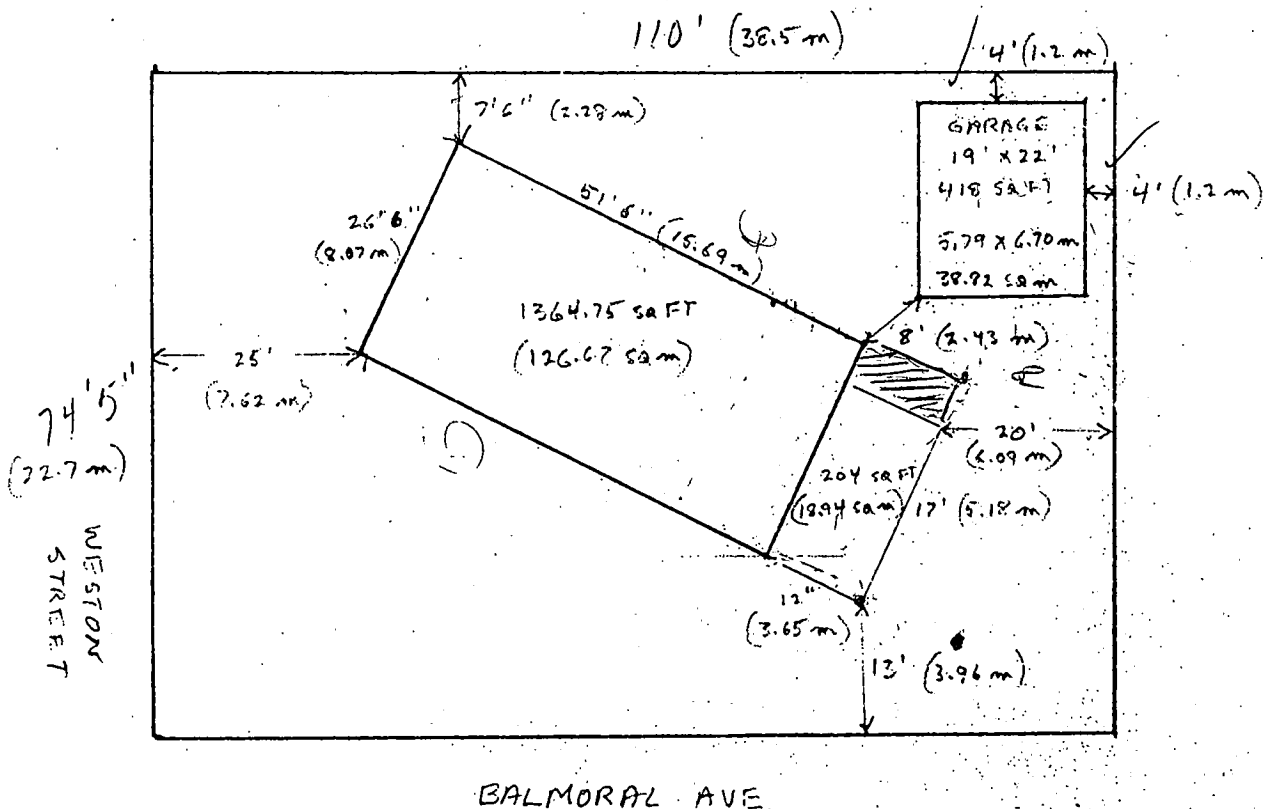 110' (38.5 m)
4' (1.2 m)
7'6" (2.28 m)
GARAGE
19' x 22'
418 SQ FT
5.79 x 6.70 m
38.82 SQ m
4' (1.2 m)
26'6"
(8.07 m)
51'6"
(15.69 m)
1364.75 SQ FT
(126.67 SQ m)
8' (2.43 m)
25'
(7.62 m)
74'5"
(22.7 m)
20'
(6.09 m)
204 SQ FT
(18.94 SQ m)
17' (5.18 m)
12"
(3.65 m)
13' (3.96 m)
WESTON
STREET
BALMORAL AVE